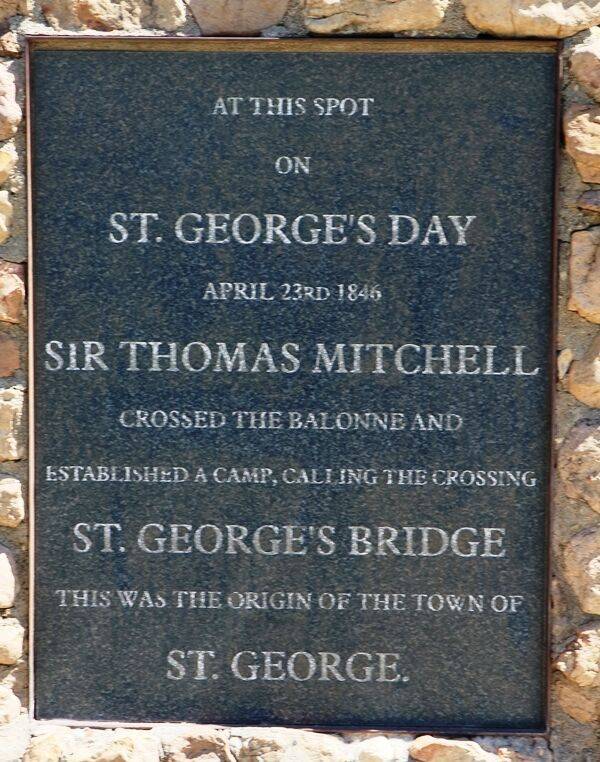 AT THIS SPOT
ON
ST. GEORGE'S DAY
APRIL 23RD 1846
SIR THOMAS MITCHELL
CROSSED THE BALONNE AND
ESTABLISHED A CAMP, CALLING THE CROSSING
ST. GEORGE'S BRIDGE
THIS WAS THE ORIGIN OF THE TOWN OF
ST. GEORGE.